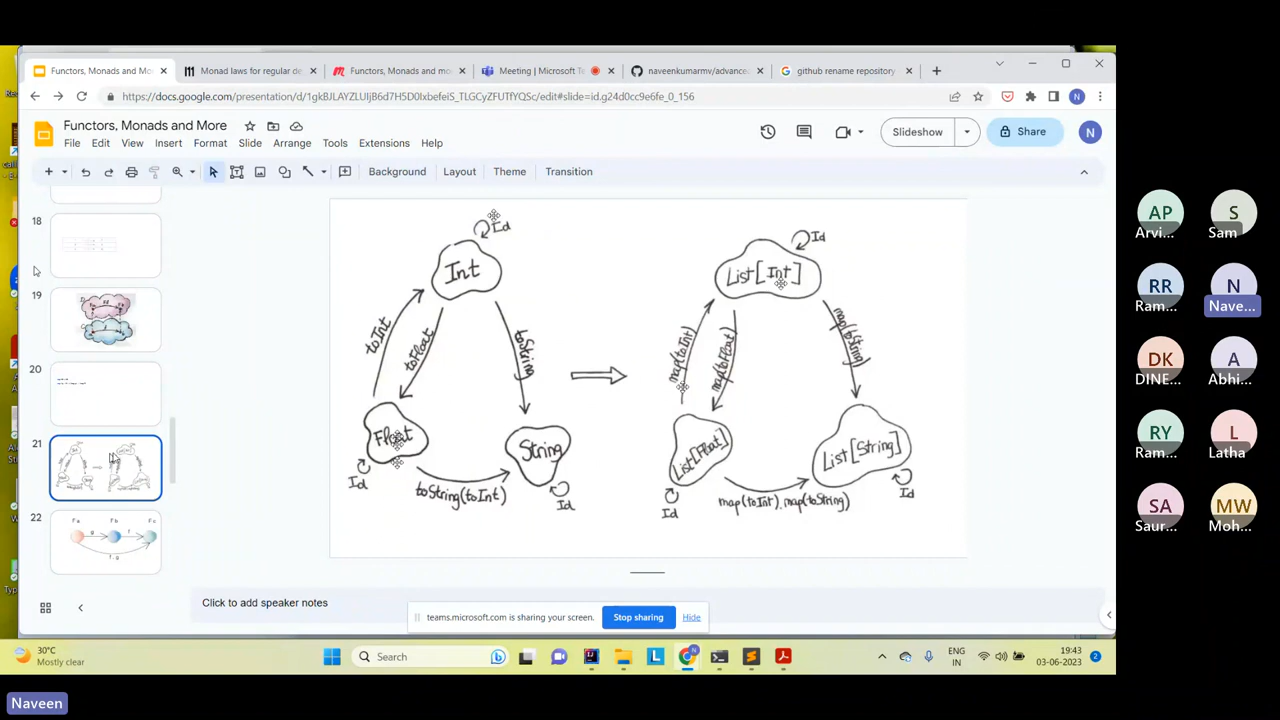 Functors, Monads and Mo
Monad laws for regular de
Functors, Monads and mo
Meeting | Microsoft Te
naveenkumarmv/advance
github rename repository
https://docs.google.com/presentation/d/1gkBJLAYZLUIjB6d7H5D0IxbefeiS_TLGCyZFUTfYQSc/edit#slide=id.g24d0cc9e6fe_0_156
N
Functors, Monads and More
File Edit View Insert Format Slide Arrange Tools Extensions Help
Slideshow
Share
N
Background Layout Theme Transition
18
19
20
21
22
F a F b F c
g f
f . g
Id
Int
toInt
toFloat
toString
Float
String
Id
toString(toInt)
Id
Id
List[Int]
map(toInt)
map(toFloat)
map(toString)
List[Float]
List[String]
Id
map(toInt).map(toString)
Id
Click to add speaker notes
teams.microsoft.com is sharing your screen.
Stop sharing
Hide
30°C
Mostly clear
Search
ENG
IN
19:43
03-06-2023
2
AP
Arvi...
S
Sam
RR
Ram...
N
Nave...
DK
DINE...
A
Abhi...
RY
Ram...
L
Latha
SA
Saur...
MW
Moh...
Naveen